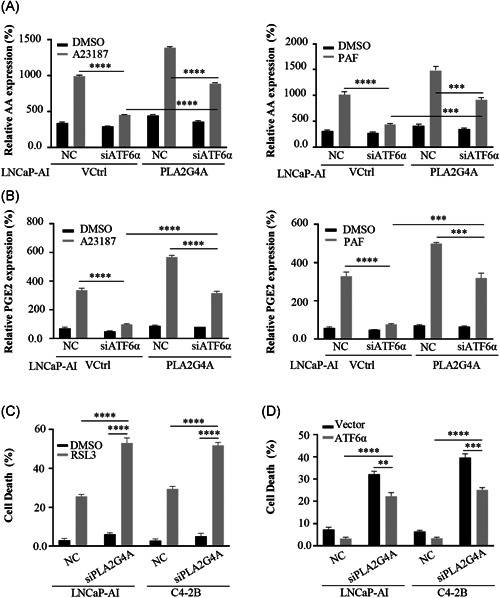 (A)
Relative AA expression (%)
1500
1000
500
0
DMSO
A23187
****
****
****
NC siATF6α NC siATF6α
LNCaP-AI VCtrl PLA2G4A
Relative AA expression (%)
2000
1500
1000
500
0
DMSO
PAF
****
***
***
NC siATF6α NC siATF6α
LNCaP-AI VCtrl PLA2G4A
(B)
Relative PGE2 expression (%)
800
600
400
200
0
DMSO
A23187
****
****
****
NC siATF6α NC siATF6α
LNCaP-AI VCtrl PLA2G4A
Relative PGE2 expression (%)
600
400
200
0
DMSO
PAF
***
***
****
NC siATF6α NC siATF6α
LNCaP-AI VCtrl PLA2G4A
(C)
Cell Death (%)
60
40
20
0.0
DMSO
RSL3
****
****
****
****
NC siPLA2G4A NC siPLA2G4A
LNCaP-AI C4-2B
(D)
Cell Death (%)
50
40
30
20
10
0.0
Vector
ATF6α
****
**
****
***
NC siPLA2G4A NC siPLA2G4A
LNCaP-AI C4-2B